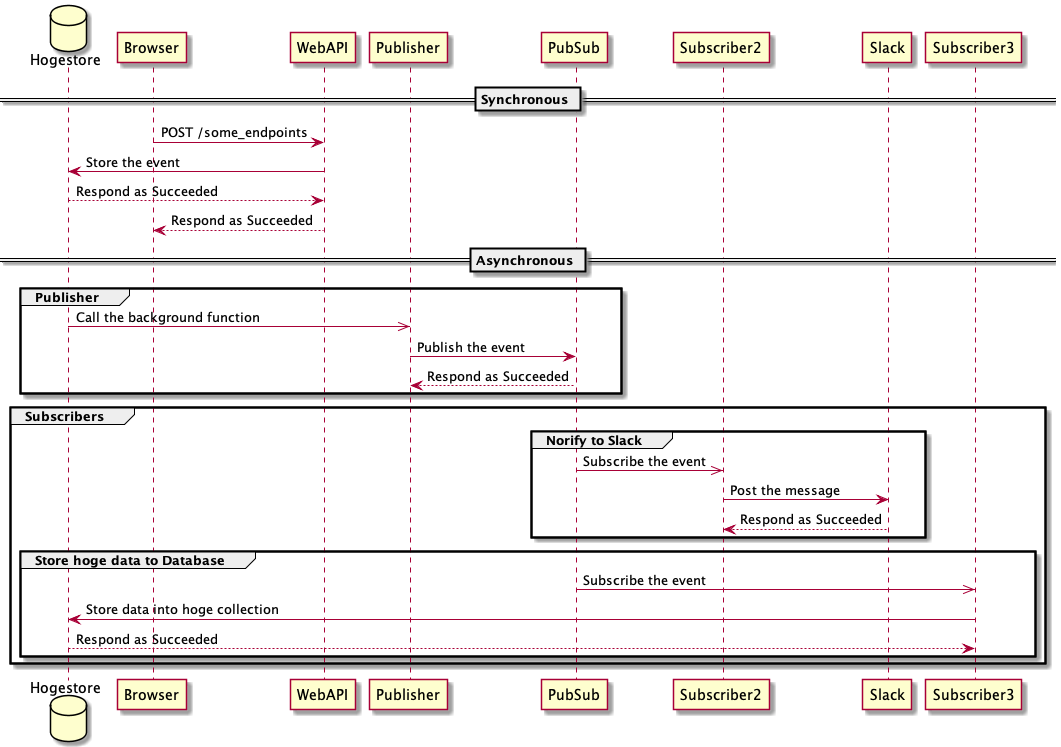 Hogestore
Browser
WebAPI
Publisher
PubSub
Subscriber2
Slack
Subscriber3
Synchronous
POST /some_endpoints
Store the event
Respond as Succeeded
Respond as Succeeded
Asynchronous
Publisher
Call the background function
Publish the event
Respond as Succeeded
Subscribers
Norify to Slack
Subscribe the event
Post the message
Respond as Succeeded
Store hoge data to Database
Subscribe the event
Store data into hoge collection
Respond as Succeeded
Hogestore
Browser
WebAPI
Publisher
PubSub
Subscriber2
Slack
Subscriber3